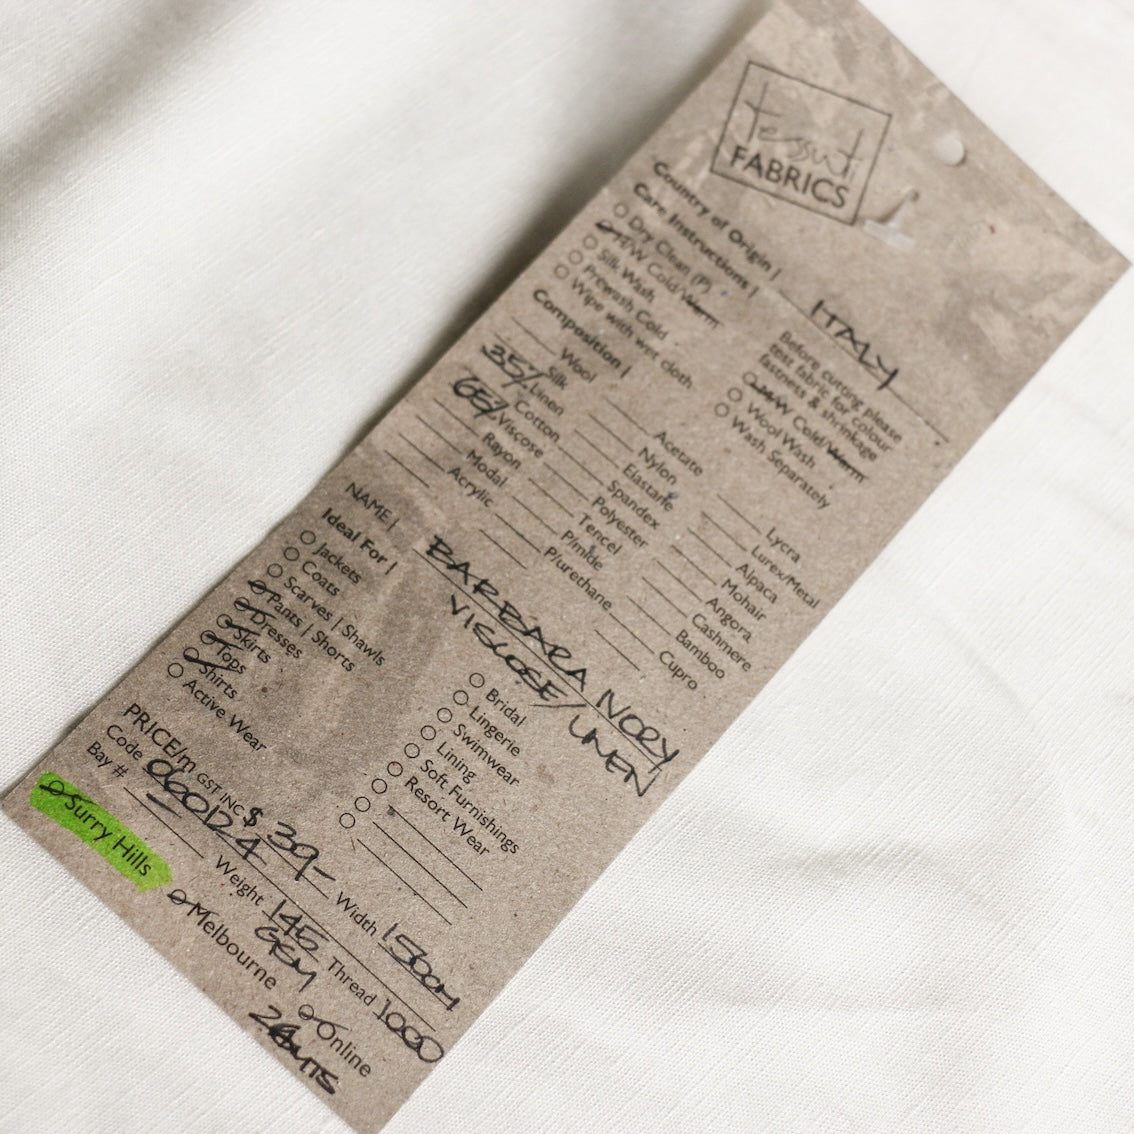 tessuti
FABRICS
Country of Origin | ITALY
Care Instructions |
Dry Clean (P)
H/W Cold/Warm
Silk Wash
Prewash Cold
Wipe with wet cloth
Before cutting please
test fabric for colour
fastness & shrinkage
M/W Cold/Warm
Wool Wash
Wash Separately
Composition |
Wool
Silk
35% Linen
Cotton
65% Viscose
Rayon
Modal
Acrylic
Acetate
Nylon
Elastane
Spandex
Polyester
Tencel
P/mide
P/urethane
Lycra
Lurex/Metal
Alpaca
Mohair
Angora
Cashmere
Bamboo
Cupro
NAME | BARBARA IVORY
VISCOSE/LINEN
Ideal For |
Jackets
Coats
Scarves | Shawls
Pants | Shorts
Dresses
Skirts
Tops
Shirts
Active Wear
Bridal
Lingerie
Swimwear
Lining
Soft Furnishings
Resort Wear
PRICE/m GST INC $ 39- Width 150CM
Code 060124 Weight 145 Thread 1000
GSM
Bay #
Surry Hills Melbourne Online